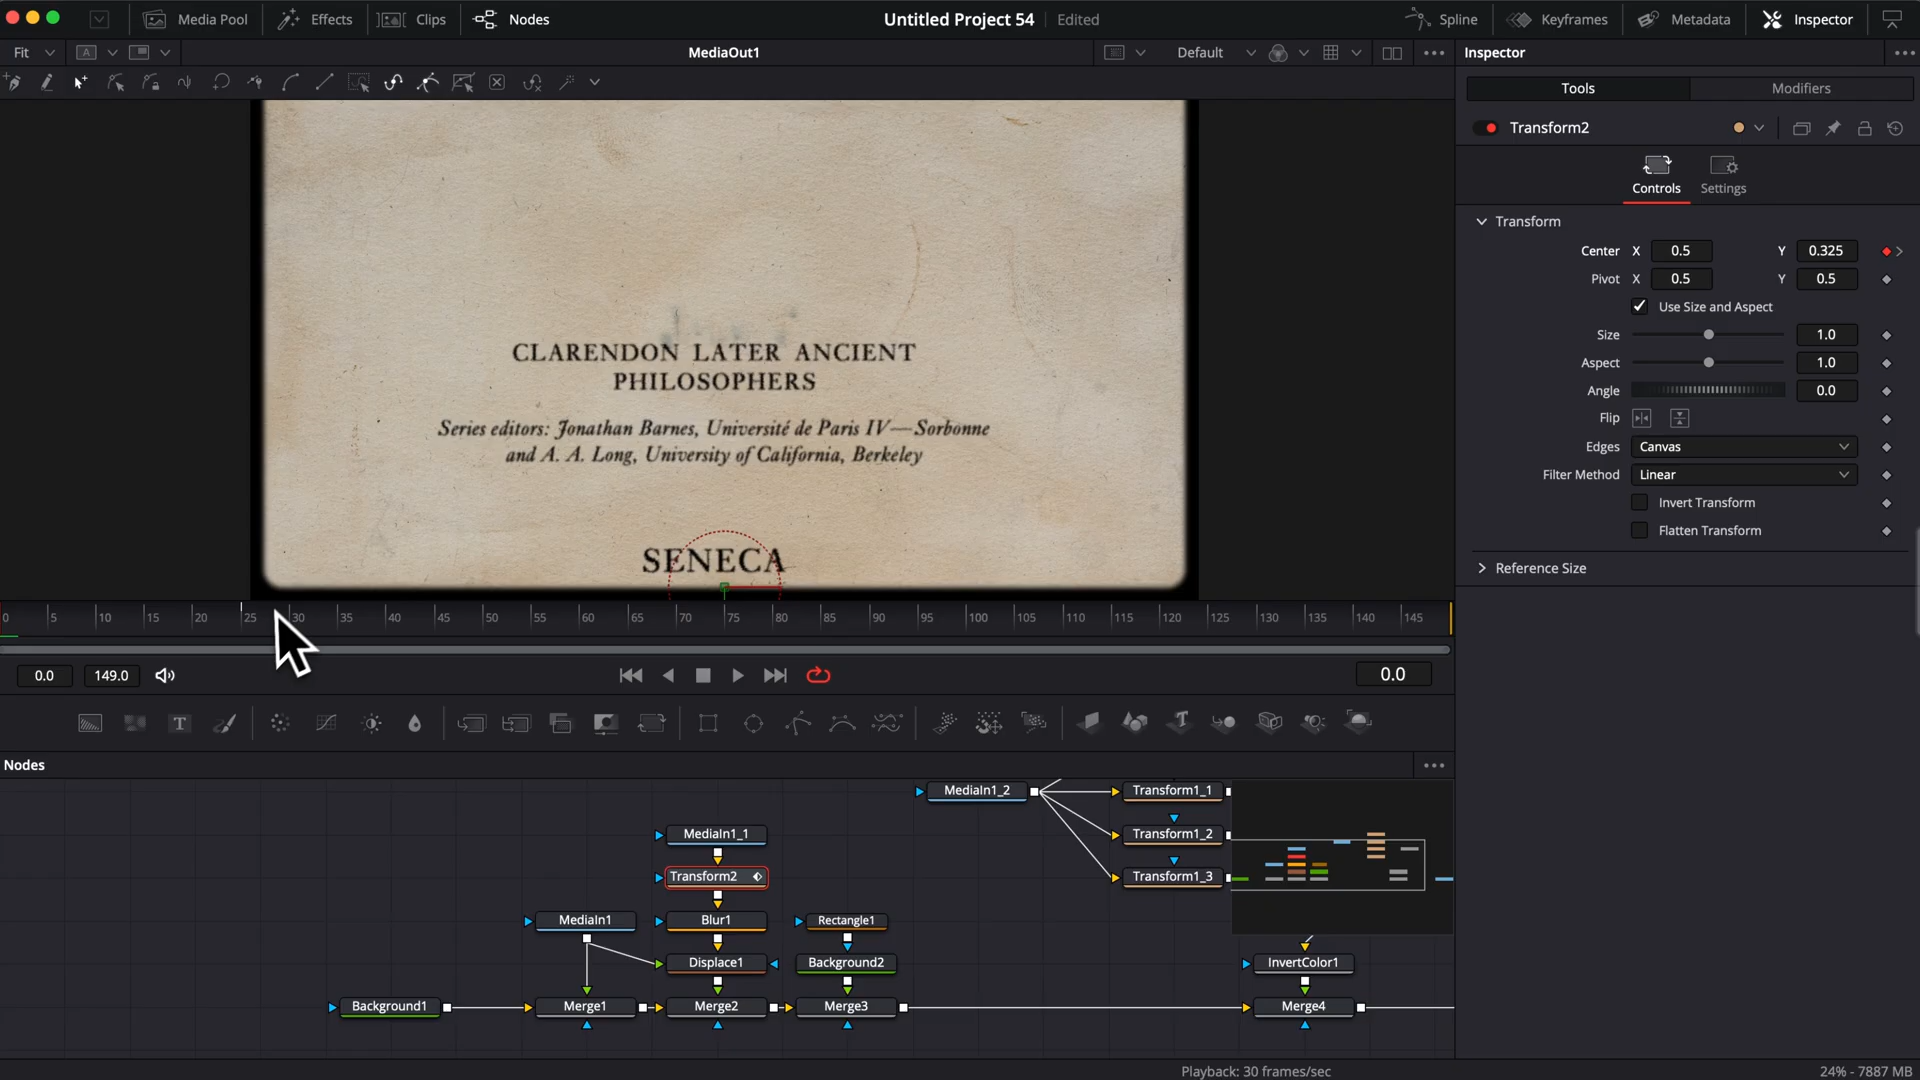 Media Pool
Effects
Clips
Nodes
Untitled Project 54
Edited
Spline
Keyframes
Metadata
Inspector
Fit
A
MediaOut1
Default
Inspector
Tools
Modifiers
Transform2
Controls
Settings
Transform
Center X 0.5 Y 0.325
Pivot X 0.5 Y 0.5
Use Size and Aspect
Size 1.0
Aspect 1.0
Angle 0.0
Flip
Edges Canvas
Filter Method Linear
Invert Transform
Flatten Transform
Reference Size
CLARENDON LATER ANCIENT
PHILOSOPHERS
Series editors: Jonathan Barnes, Université de Paris IV—Sorbonne
and A. A. Long, University of California, Berkeley
SENECA
0 5 10 15 20 25 30 35 40 45 50 55 60 65 70 75 80 85 90 95 100 105 110 115 120 125 130 135 140 145
0.0 149.0 0.0
T
T
Nodes
MediaIn1_2
Transform1_1
MediaIn1_1
Transform1_2
Transform2
Transform1_3
MediaIn1
Blur1
Rectangle1
Displace1
Background2
InvertColor1
Background1
Merge1
Merge2
Merge3
Merge4
Playback: 30 frames/sec
24% - 7887 MB